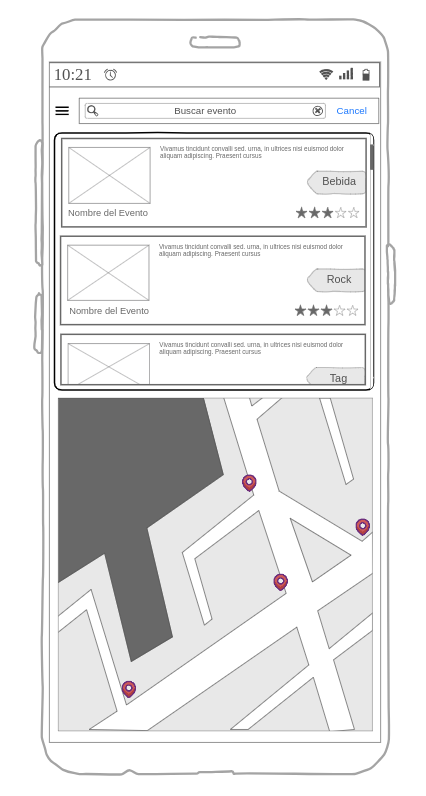 10:21
Buscar evento
Cancel
Vivamus tincidunt convalli sed. urna, in ultrices nisi euismod dolor
aliquam adipiscing. Praesent cursus
Bebida
Nombre del Evento
Vivamus tincidunt convalli sed. urna, in ultrices nisi euismod dolor
aliquam adipiscing. Praesent cursus
Rock
Nombre del Evento
Vivamus tincidunt convalli sed. urna, in ultrices nisi euismod dolor
aliquam adipiscing. Praesent cursus
Tag